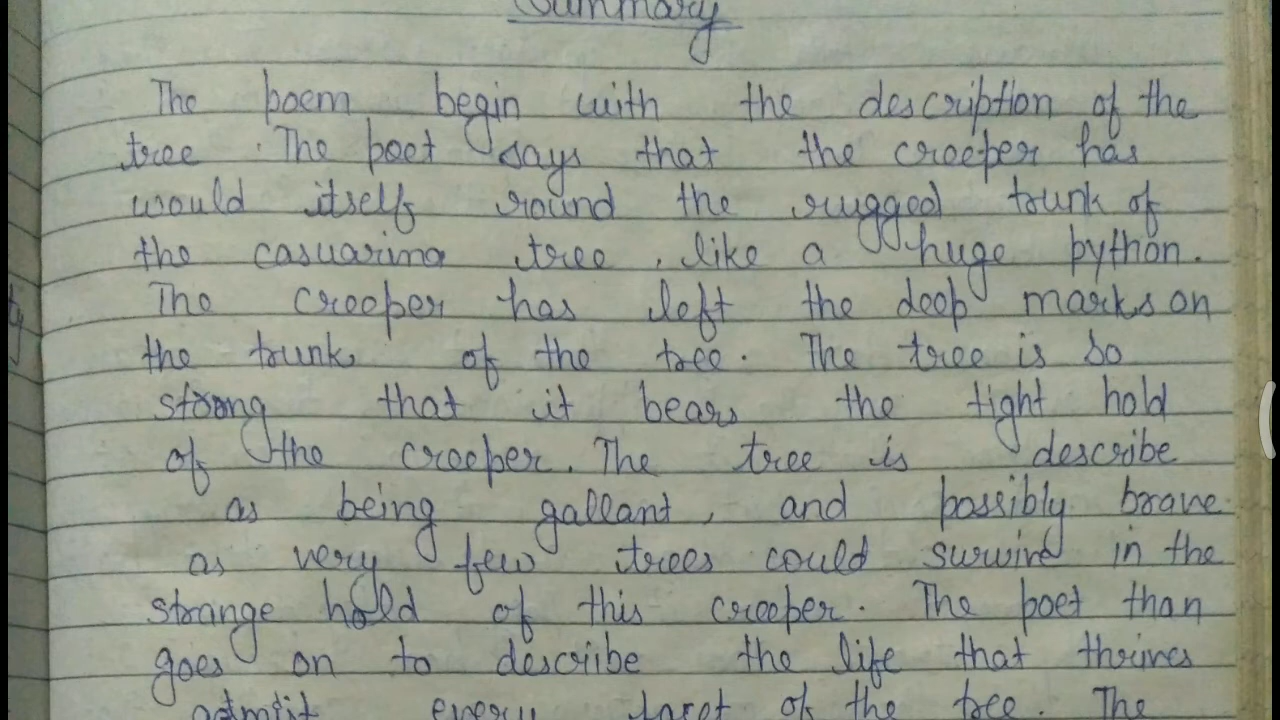 Summary
The poem begin with the description of the
tree. The poet says that the creeper has
would itself round the rugged trunk of
the casuarina tree, like a huge python.
The creeper has left the deep marks on
the trunk of the tree. The tree is so
strong that it bears the tight hold
of the creeper. The tree is describe
as being gallant, and possibly brave
as very few trees could survive in the
strange hold of this creeper. The poet than
goes on to describe the life that thrives
every of the tree. The